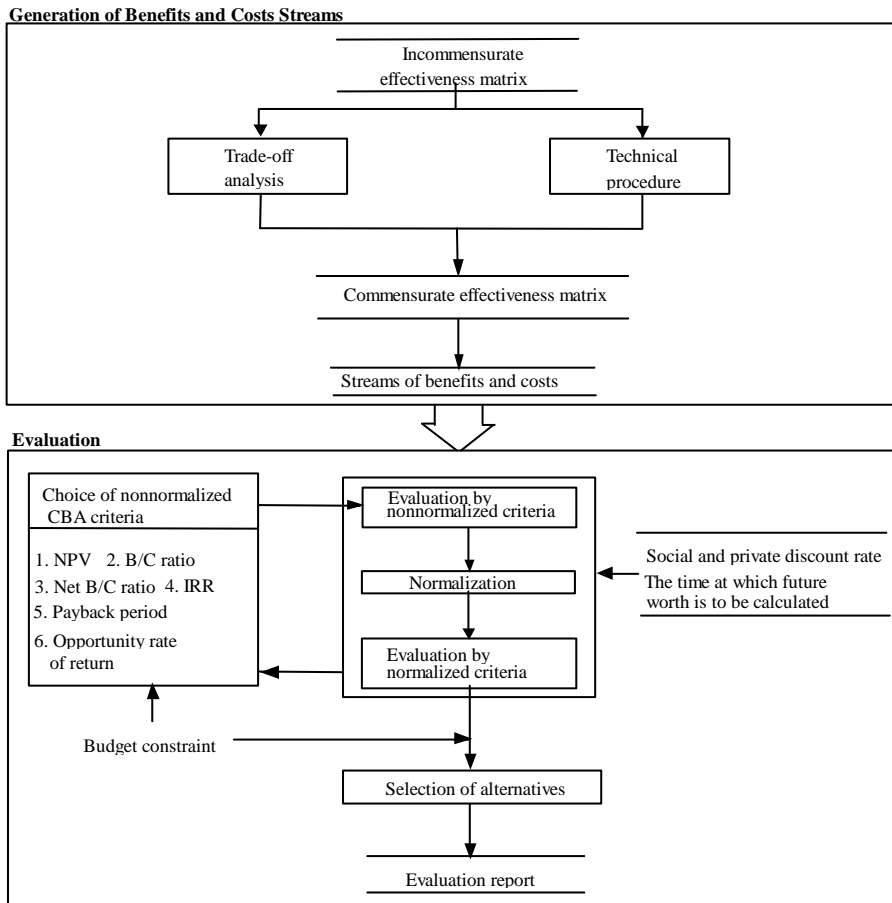 Generation of Benefits and Costs Streams
Incommensurate
effectiveness matrix
Trade-off
analysis
Technical
procedure
Commensurate effectiveness matrix
Streams of benefits and costs
Evaluation
Choice of nonnormalized
CBA criteria
1. NPV 2. B/C ratio
3. Net B/C ratio 4. IRR
5. Payback period
6. Opportunity rate
of return
Evaluation by
nonnormalized criteria
Normalization
Evaluation by
normalized criteria
Social and private discount rate
The time at which future
worth is to be calculated
Budget constraint
Selection of alternatives
Evaluation report